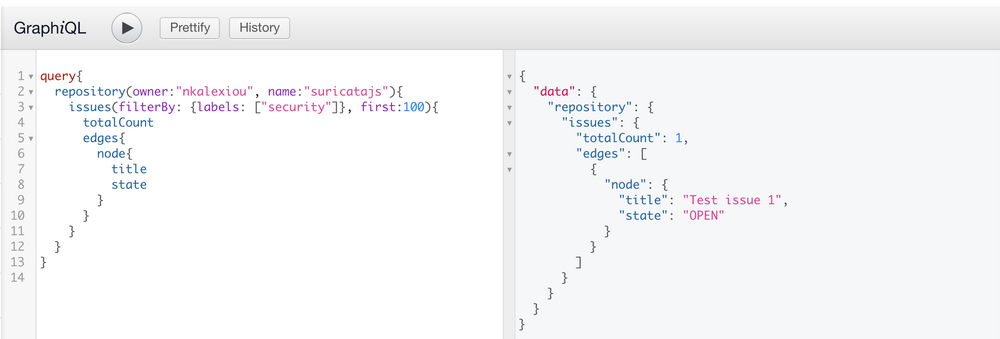 GraphiQL
Prettify
History
1 query{
2 repository(owner:"nkalexiou", name:"suricatajs"){
3 issues(filterBy: {labels: ["security"]}, first:100){
4 totalCount
5 edges{
6 node{
7 title
8 state
9 }
10 }
11 }
12 }
13 }
14
{
"data": {
"repository": {
"issues": {
"totalCount": 1,
"edges": [
{
"node": {
"title": "Test issue 1",
"state": "OPEN"
}
}
]
}
}
}
}